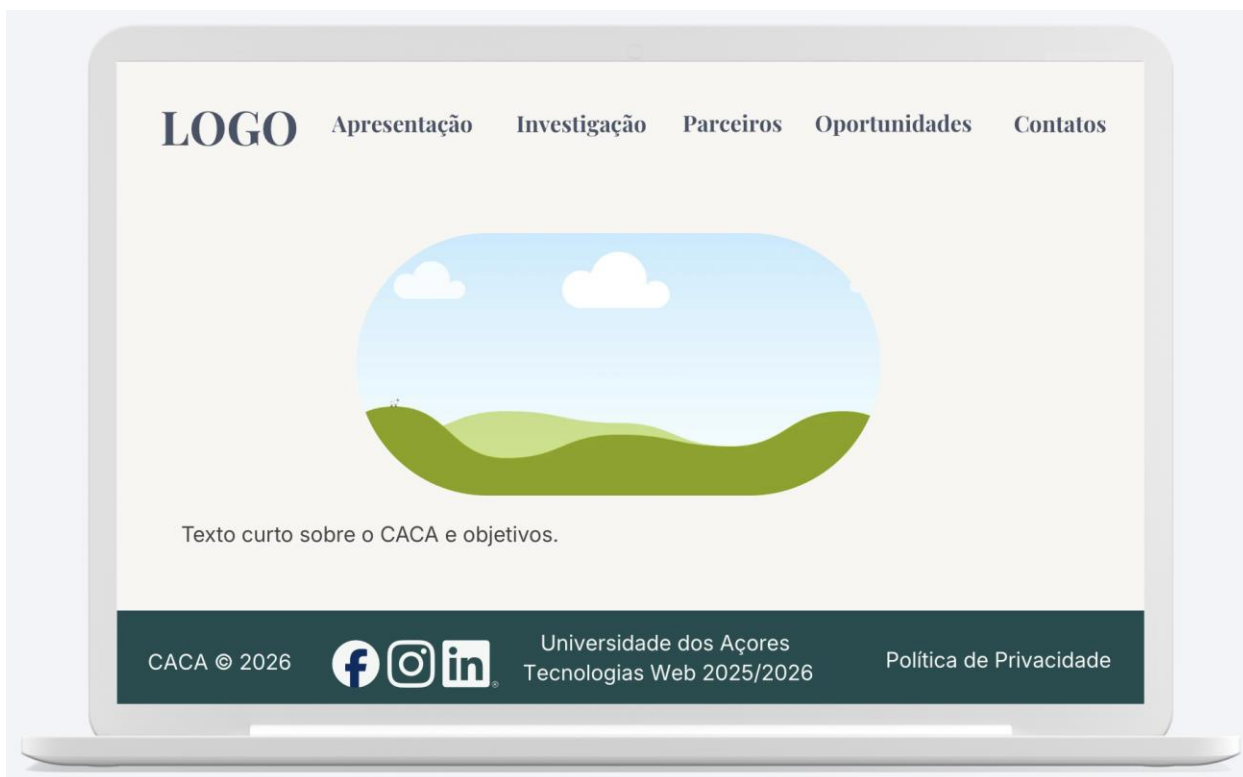 LOGO Apresentação Investigação Parceiros Oportunidades Contatos
Texto curto sobre o CACA e objetivos.
CACA © 2026
in
®
Universidade dos Açores
Tecnologias Web 2025/2026
Política de Privacidade